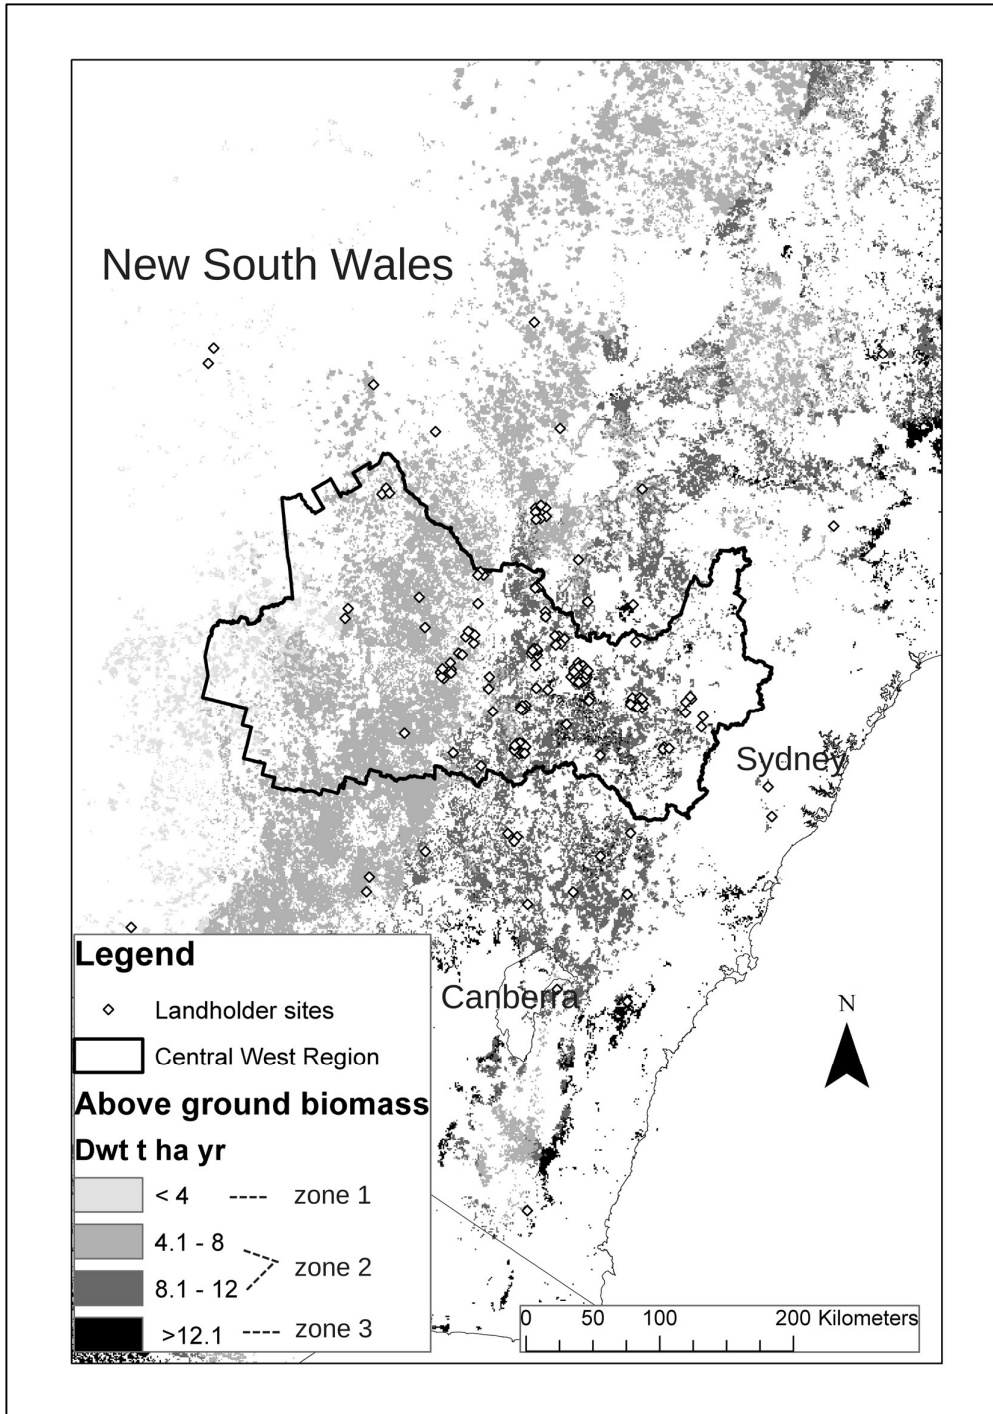 New South Wales
Sydney
Canberra
N
Legend
Landholder sites
Central West Region
Above ground biomass
Dwt t ha yr
< 4 ---- zone 1
4.1 - 8
zone 2
8.1 - 12
>12.1 ---- zone 3
0 50 100 200 Kilometers